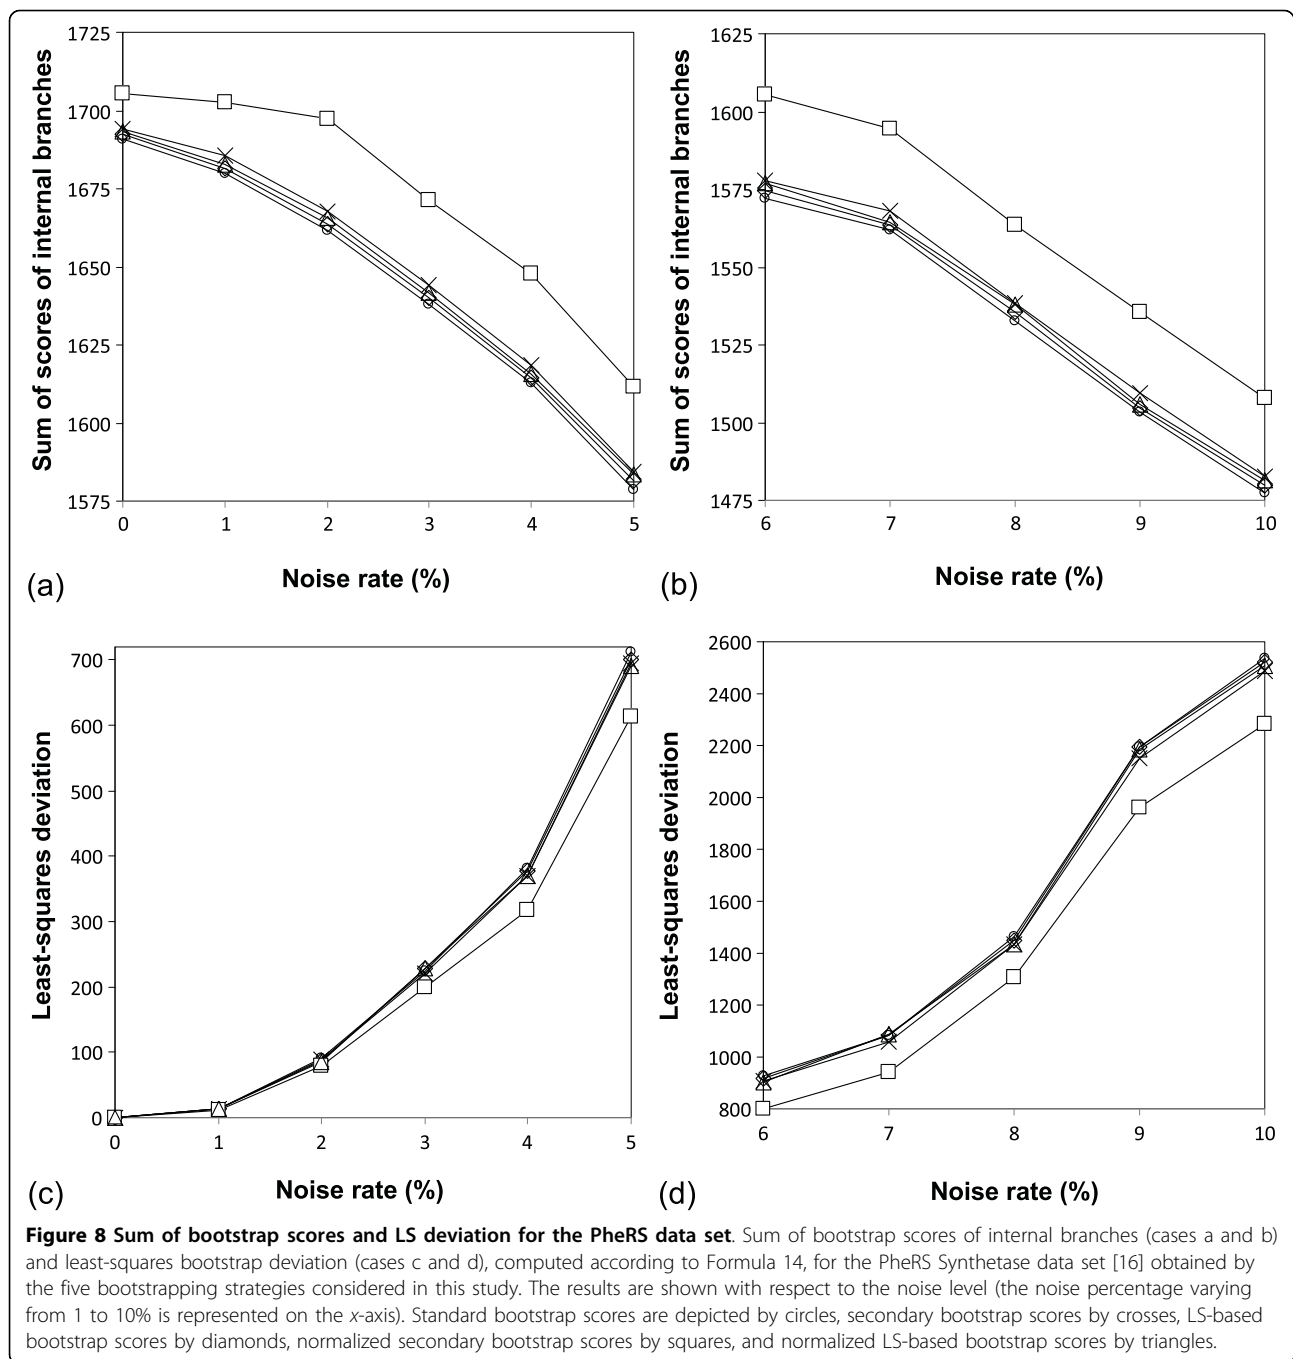 1725
1700
1675
1650
1625
1600
1575
Sum of scores of internal branches
0 1 2 3 4 5
Noise rate (%)
(a)
1625
1600
1575
1550
1525
1500
1475
Sum of scores of internal branches
6 7 8 9 10
Noise rate (%)
(b)
700
600
500
400
300
200
100
0
Least-squares deviation
0 1 2 3 4 5
Noise rate (%)
(c)
2600
2400
2200
2000
1800
1600
1400
1200
1000
800
Least-squares deviation
6 7 8 9 10
Noise rate (%)
(d)
Figure 8 Sum of bootstrap scores and LS deviation for the PheRS data set. Sum of bootstrap scores of internal branches (cases a and b)
and least-squares bootstrap deviation (cases c and d), computed according to Formula 14, for the PheRS Synthetase data set [16] obtained by
the five bootstrapping strategies considered in this study. The results are shown with respect to the noise level (the noise percentage varying
from 1 to 10% is represented on the x-axis). Standard bootstrap scores are depicted by circles, secondary bootstrap scores by crosses, LS-based
bootstrap scores by diamonds, normalized secondary bootstrap scores by squares, and normalized LS-based bootstrap scores by triangles.